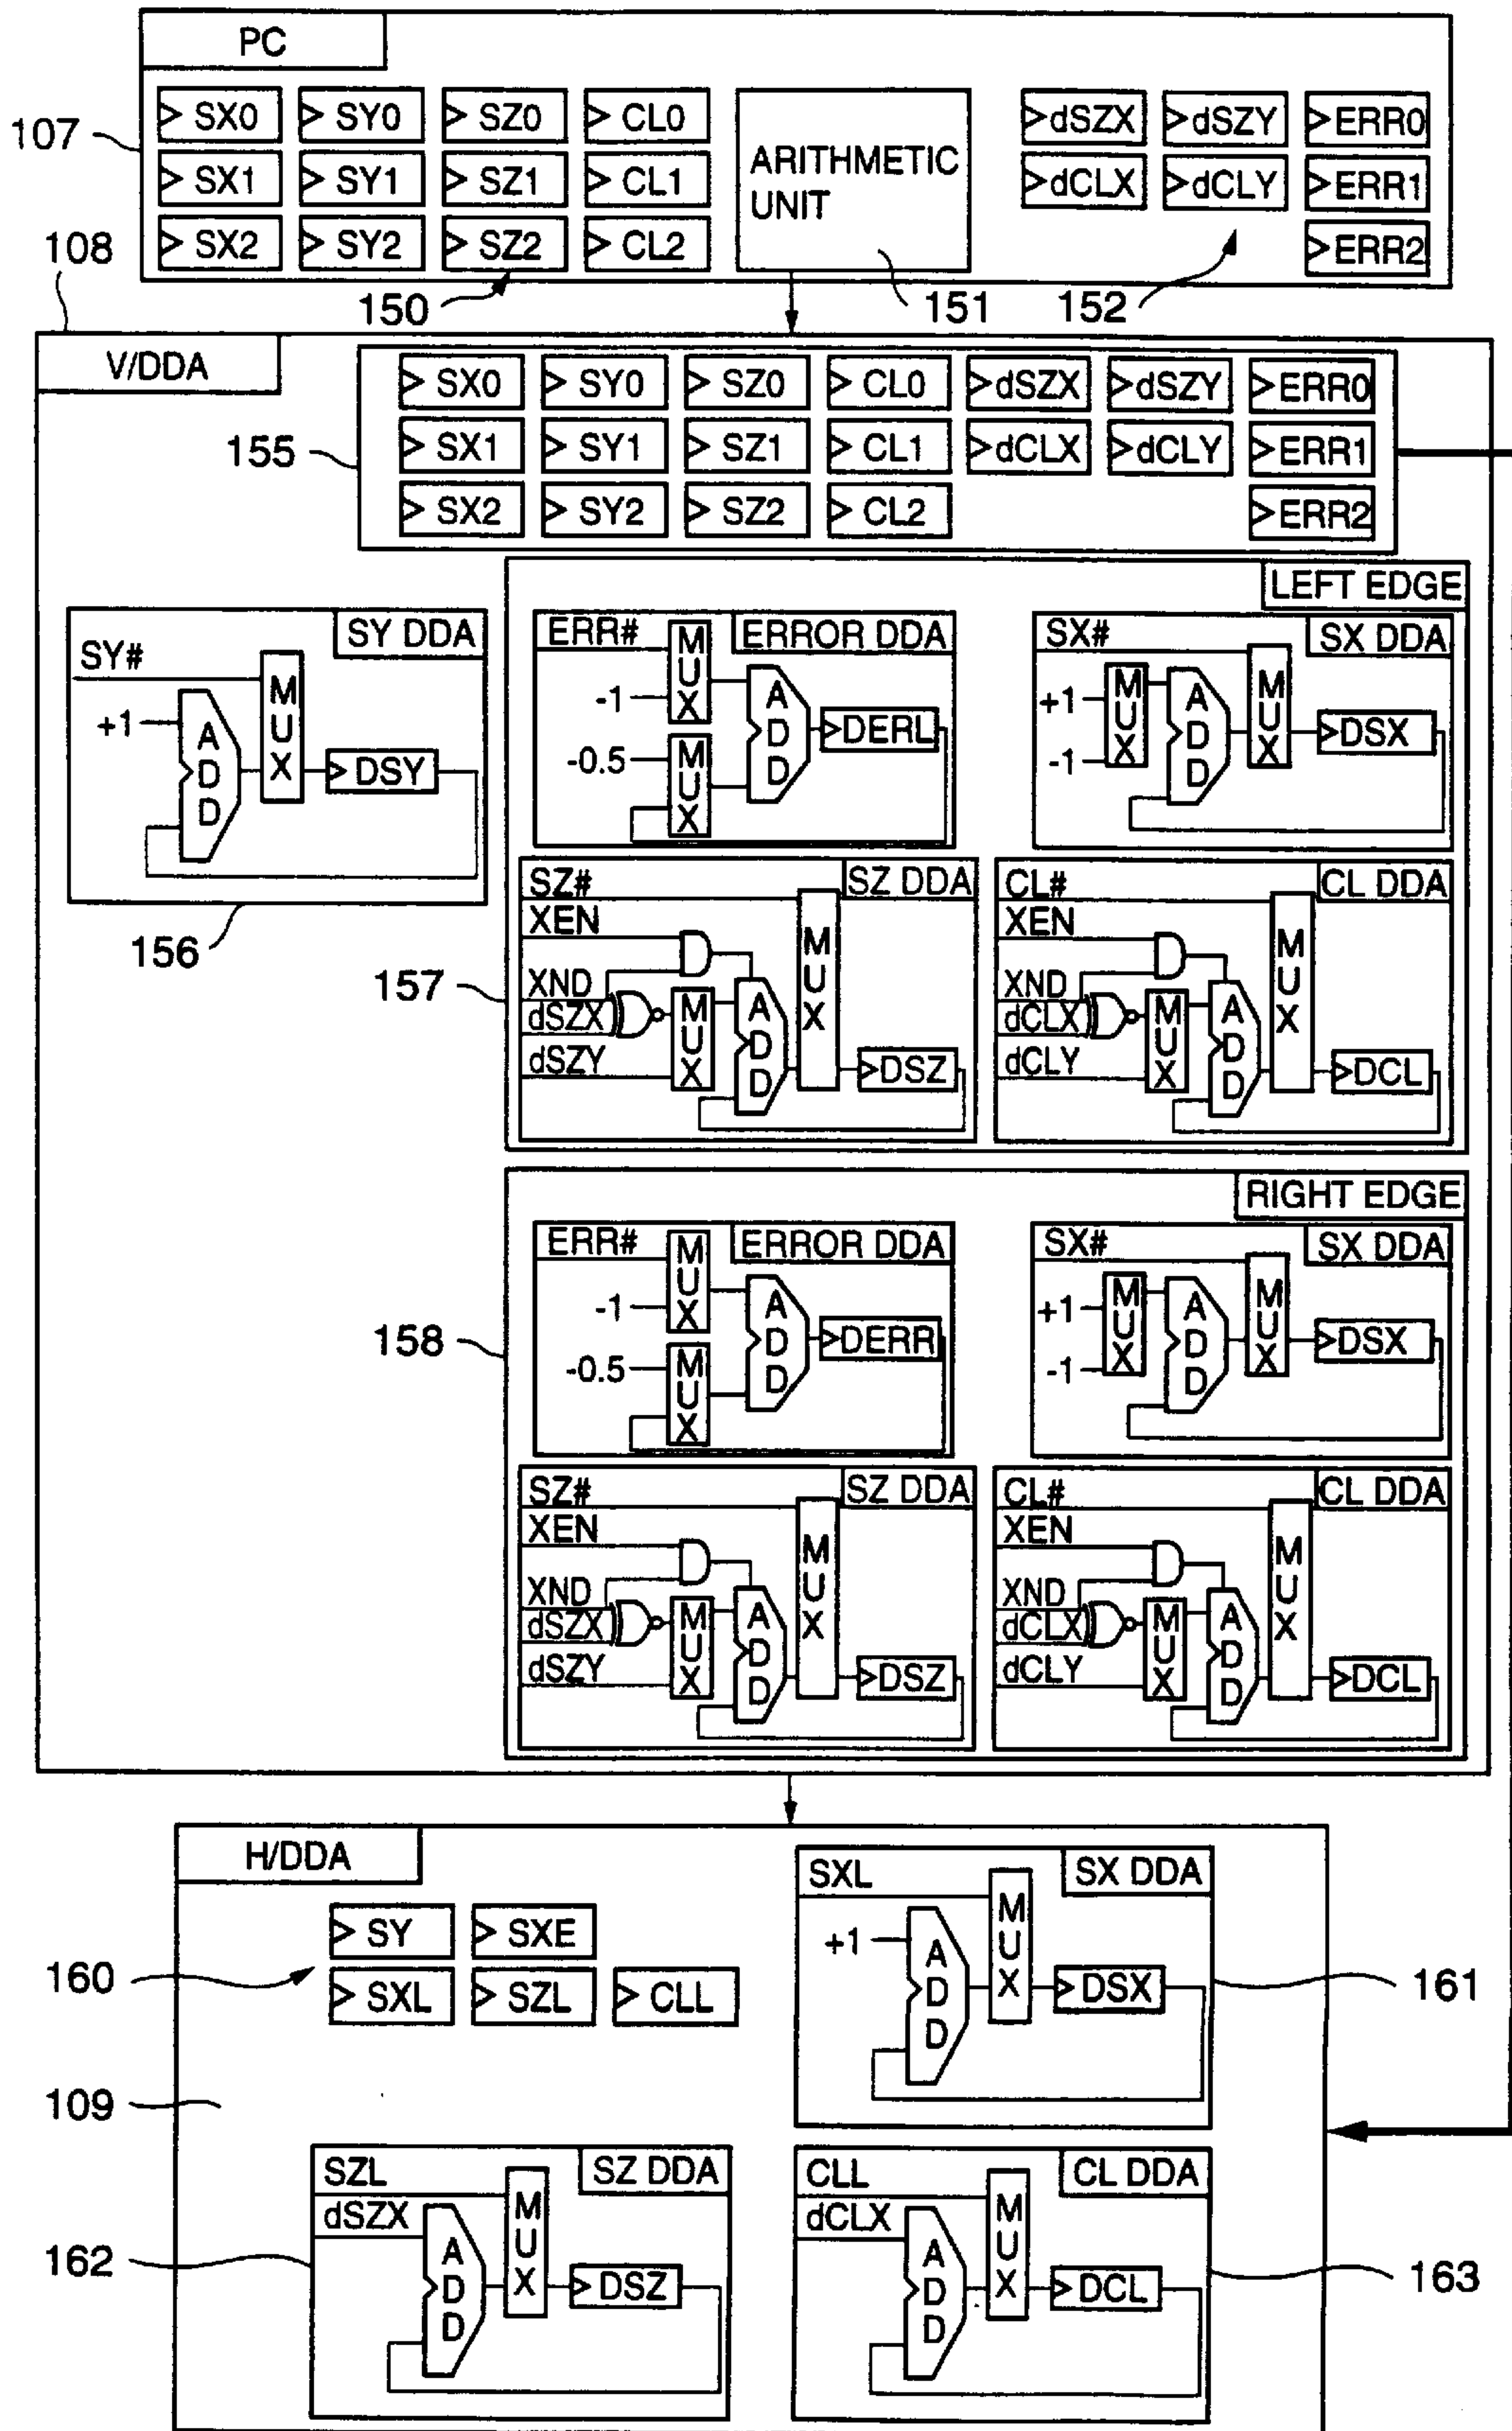 PC
SX0 SY0 SZ0 CL0
SX1 SY1 SZ1 CL1
SX2 SY2 SZ2 CL2
ARITHMETIC
UNIT
dSZX dSZY ERR0
dCLX dCLY ERR1
ERR2
107
108
150
151
152
V/DDA
SX0 SY0 SZ0 CL0 dSZX dSZY ERR0
SX1 SY1 SZ1 CL1 dCLX dCLY ERR1
SX2 SY2 SZ2 CL2 ERR2
155
SY DDA
SY#
+1
ADD
MUX
DSY
156
LEFT EDGE
ERR#
ERROR DDA
MUX
-1
-0.5
MUX
ADD
DERL
SX#
SX DDA
+1
-1
MUX
ADD
MUX
DSX
157
SZ#
SZ DDA
XEN
XND
dSZX
dSZY
MUX
ADD
MUX
DSZ
CL#
CL DDA
XEN
XND
dCLX
dCLY
MUX
ADD
MUX
DCL
RIGHT EDGE
158
ERR#
ERROR DDA
MUX
-1
-0.5
MUX
ADD
DERR
SX#
SX DDA
+1
-1
MUX
ADD
MUX
DSX
SZ#
SZ DDA
XEN
XND
dSZX
dSZY
MUX
ADD
MUX
DSZ
CL#
CL DDA
XEN
XND
dCLX
dCLY
MUX
ADD
MUX
DCL
H/DDA
SY SXE
SXL SZL CLL
160
109
SXL
SX DDA
+1
ADD
MUX
DSX
161
SZL
SZ DDA
dSZX
ADD
MUX
DSZ
162
CLL
CL DDA
dCLX
ADD
MUX
DCL
163